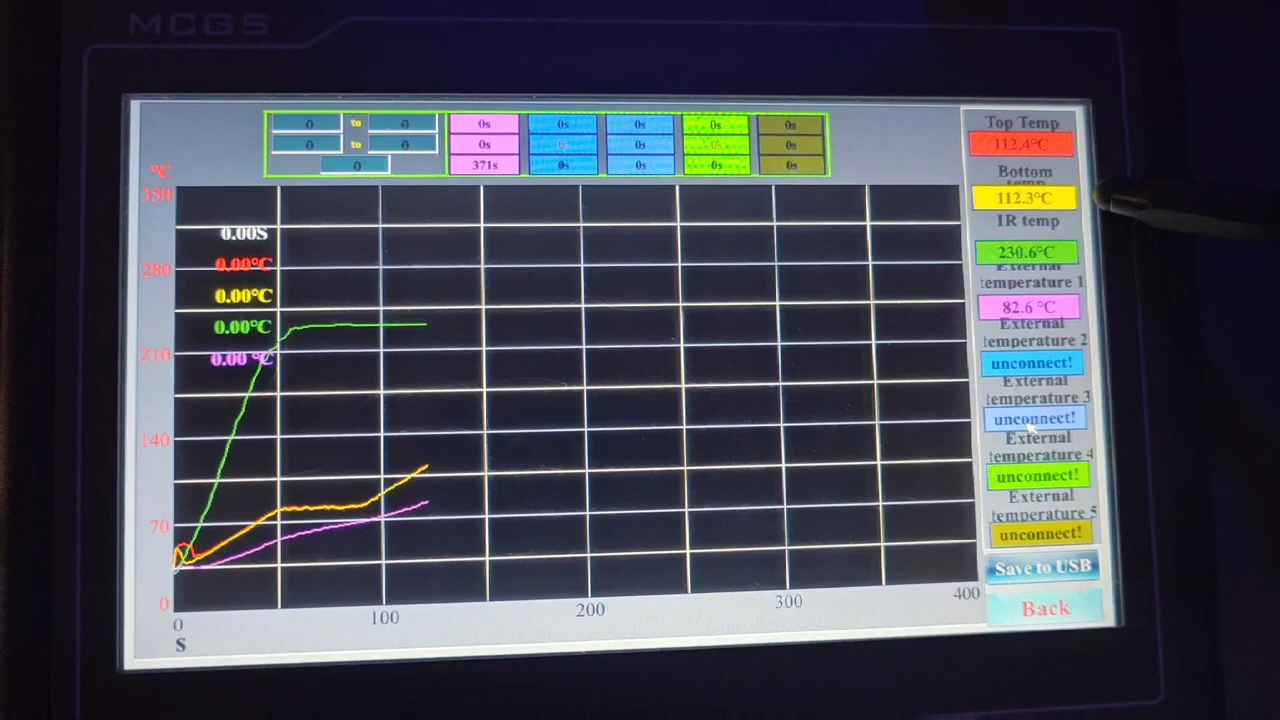 MCGS
0 to 0 0s 0s 0s 0s 0s
0 to 0 0s 0s 0s 0s 0s
0 371s 0s 0s 0s 0s
°C
350
280
210
140
70
0
0.00S
0.00°C
0.00°C
0.00°C
0.00 °C
0 100 200 300 400
S
Top Temp
112.4°C
Bottom
temp
112.3°C
IR temp
230.6°C
External
temperature 1
82.6 °C
External
temperature 2
unconnect!
External
temperature 3
unconnect!
External
temperature 4
unconnect!
External
temperature 5
unconnect!
Save to USB
Back